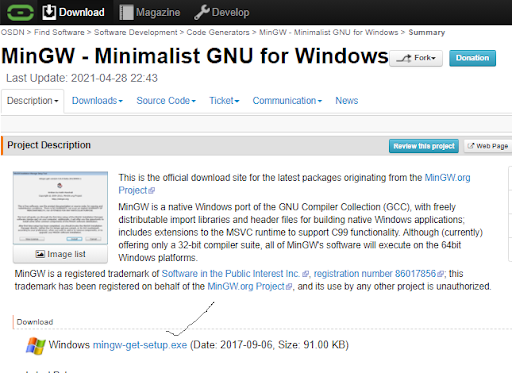 Download Magazine Develop
OSDN > Find Software > Software Development > Code Generators > MinGW - Minimalist GNU for Windows > Summary
MinGW - Minimalist GNU for Windows Fork Donation
Last Update: 2021-04-28 22:43
Description Downloads Source Code Ticket Communication News
Project Description Review this project Web Page
This is the official download site for the latest packages originating from the MinGW.org
Project
MinGW is a native Windows port of the GNU Compiler Collection (GCC), with freely
distributable import libraries and header files for building native Windows applications;
includes extensions to the MSVC runtime to support C99 functionality. Although (currently)
offering only a 32-bit compiler suite, all of MinGW's software will execute on the 64bit
Windows platforms.
Image list
MinGW is a registered trademark of Software in the Public Interest Inc., registration number 86017856; this
trademark has been registered on behalf of the MinGW.org Project, and its use by any other project is unauthorized.
Download
Windows mingw-get-setup.exe (Date: 2017-09-06, Size: 91.00 KB)